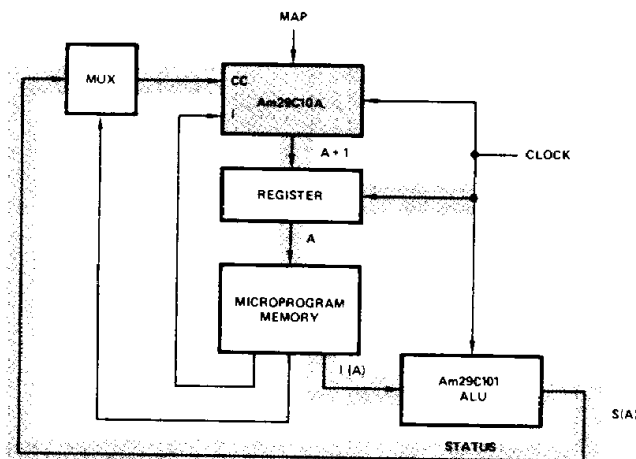 MAP
MUX
CC
Am29C10A
I
A + 1
CLOCK
REGISTER
A
MICROPROGRAM
MEMORY
I (A)
Am29C101
ALU
S(A)
STATUS